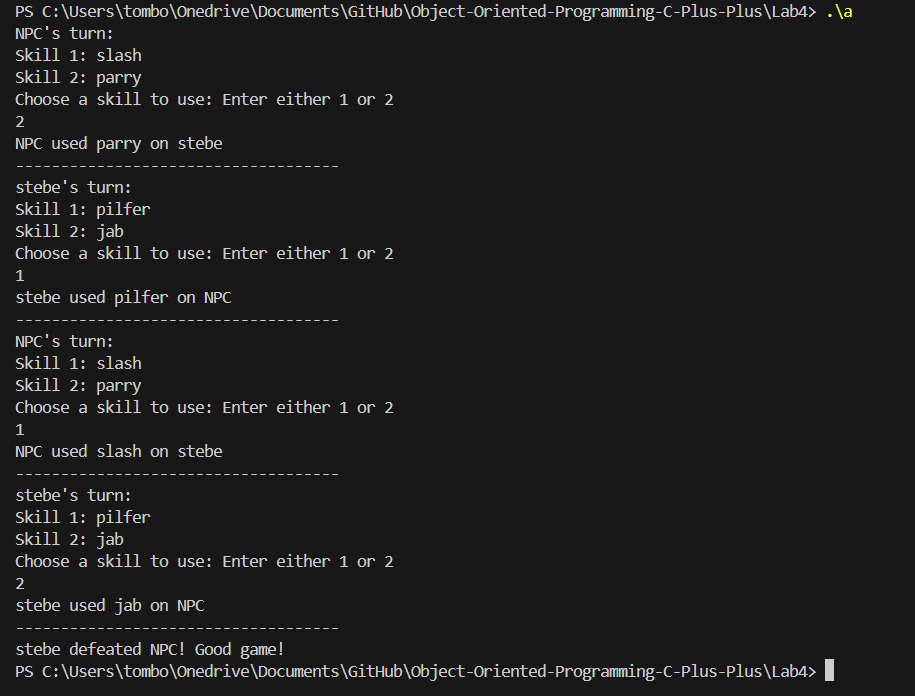 PS C:\Users\tombo\Onedrive\Documents\GitHub\Object-Oriented-Programming-C-Plus-Plus\Lab4> .\a
NPC's turn:
Skill 1: slash
Skill 2: parry
Choose a skill to use: Enter either 1 or 2
2
NPC used parry on stebe
------------------------------------
stebe's turn:
Skill 1: pilfer
Skill 2: jab
Choose a skill to use: Enter either 1 or 2
1
stebe used pilfer on NPC
------------------------------------
NPC's turn:
Skill 1: slash
Skill 2: parry
Choose a skill to use: Enter either 1 or 2
1
NPC used slash on stebe
------------------------------------
stebe's turn:
Skill 1: pilfer
Skill 2: jab
Choose a skill to use: Enter either 1 or 2
2
stebe used jab on NPC
------------------------------------
stebe defeated NPC! Good game!
PS C:\Users\tombo\Onedrive\Documents\GitHub\Object-Oriented-Programming-C-Plus-Plus\Lab4>